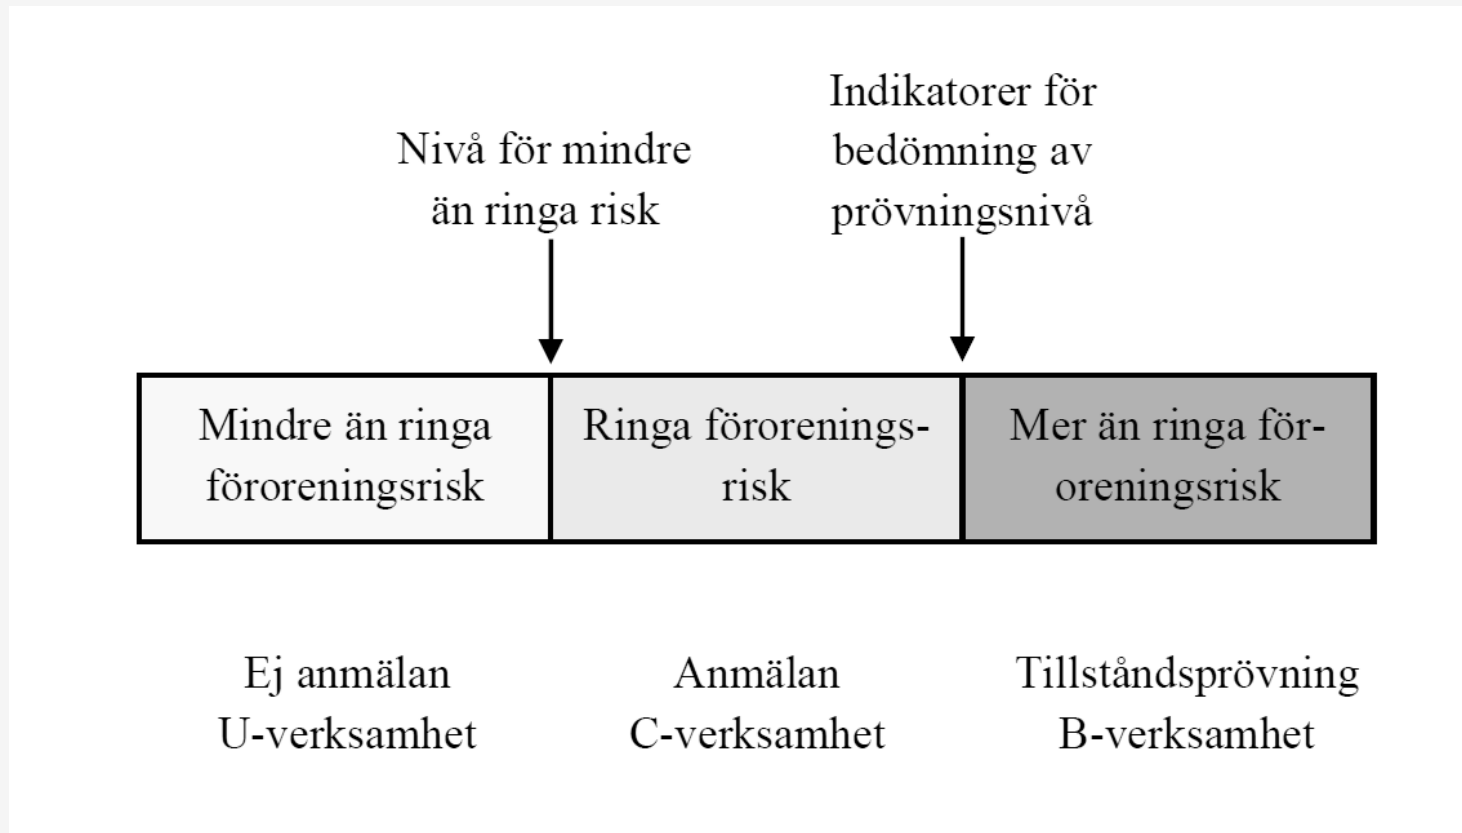 Nivå för mindre
än ringa risk
Indikatorer för
bedömning av
prövningsnivå
Mindre än ringa
föroreningsrisk
Ringa förorenings-
risk
Mer än ringa för-
oreningsrisk
Ej anmälan
U-verksamhet
Anmälan
C-verksamhet
Tillståndsprövning
B-verksamhet